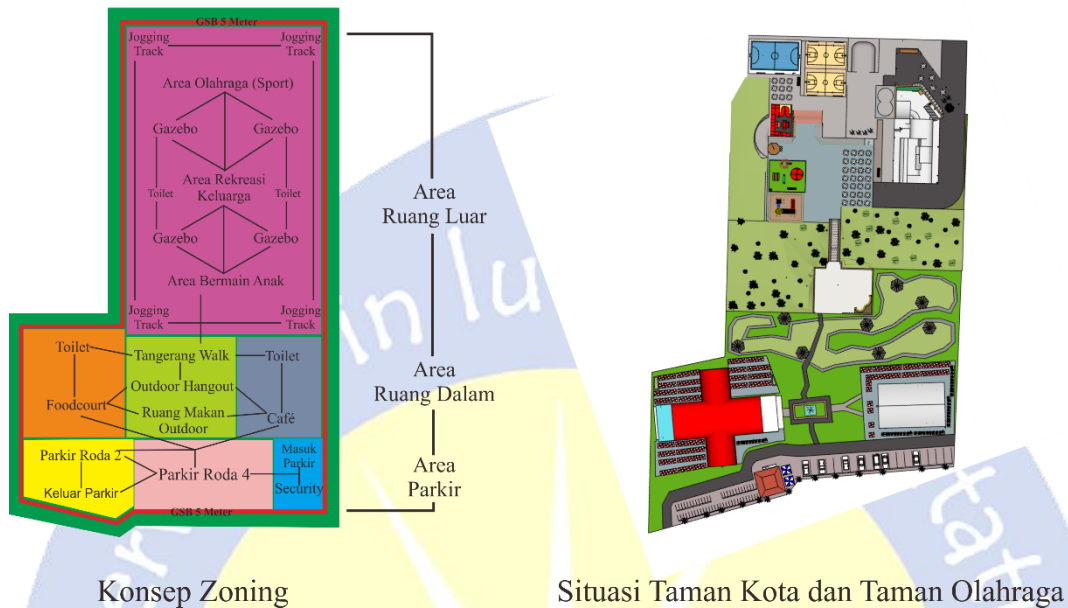 GSB 5 Meter
Jogging Track
Jogging Track
Area Olahraga (Sport)
Gazebo
Gazebo
Toilet
Area Rekreasi Keluarga
Toilet
Gazebo
Gazebo
Area Bermain Anak
Jogging Track
Jogging Track
Toilet
Tangerang Walk
Toilet
Outdoor Hangout
Foodcourt
Ruang Makan Outdoor
Café
Parkir Roda 2
Parkir Roda 4
Masuk Parkir
Keluar Parkir
Security
GSB 5 Meter
Area
Ruang Luar
Area
Ruang Dalam
Area
Parkir
Konsep Zoning
Situasi Taman Kota dan Taman Olahraga